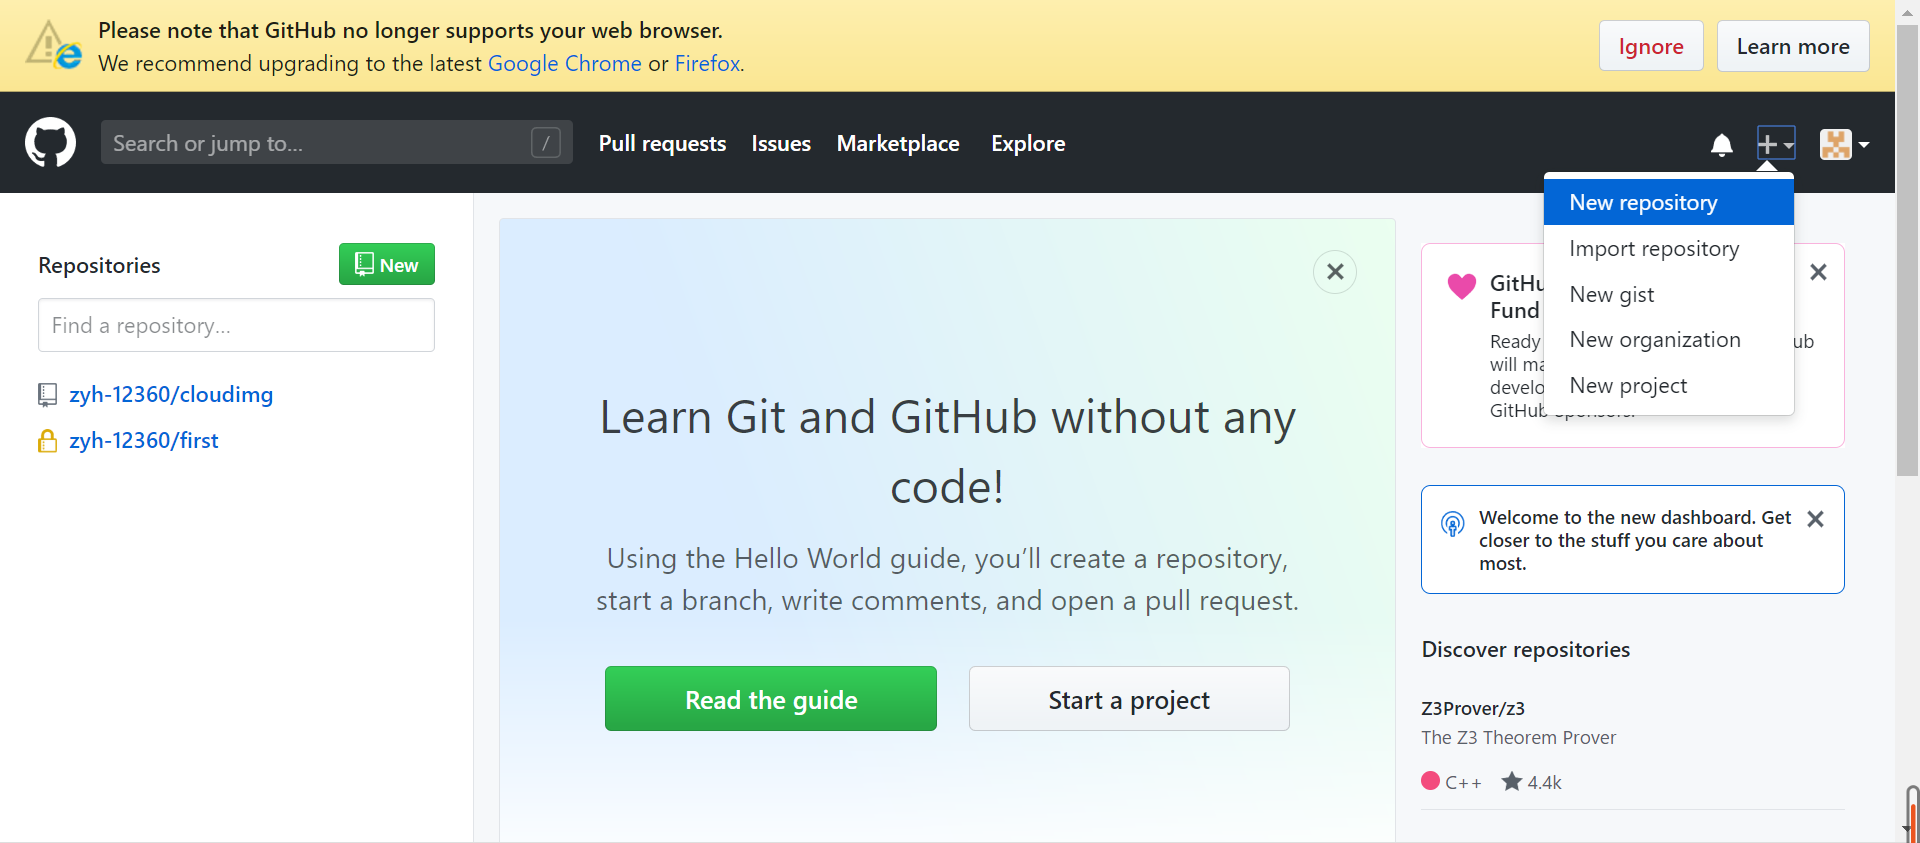 Please note that GitHub no longer supports your web browser.
We recommend upgrading to the latest Google Chrome or Firefox.
Ignore
Learn more
Search or jump to...
/
Pull requests
Issues
Marketplace
Explore
New repository
Import repository
New gist
New organization
New project
Repositories
New
Find a repository...
zyh-12360/cloudimg
zyh-12360/first
Learn Git and GitHub without any
code!
Using the Hello World guide, you’ll create a repository,
start a branch, write comments, and open a pull request.
Read the guide
Start a project
Fund
Ready
will
GitHub Sponsors.
Welcome to the new dashboard. Get
closer to the stuff you care about
most.
Discover repositories
Z3Prover/z3
The Z3 Theorem Prover
C++
4.4k